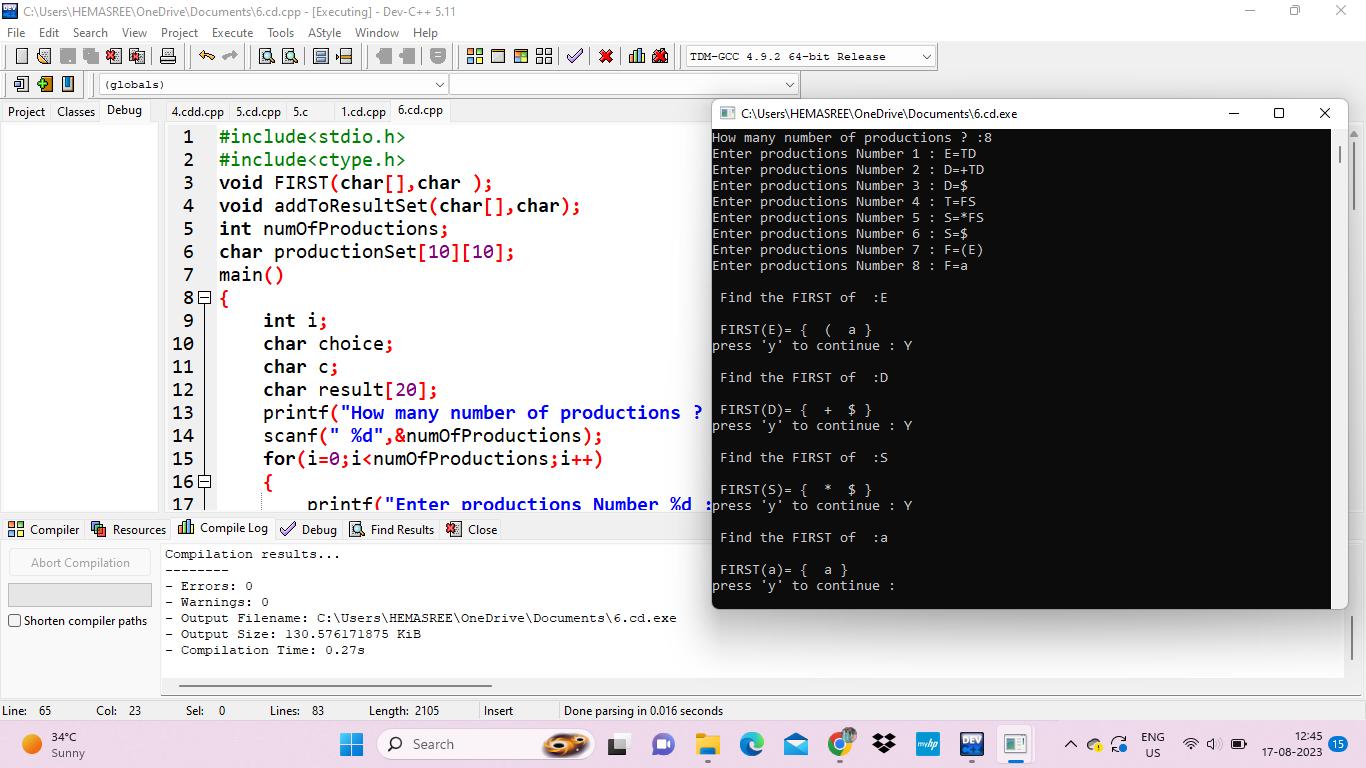 C:\Users\HEMASREE\OneDrive\Documents\6.cd.cpp - [Executing] - Dev-C++ 5.11
File Edit Search View Project Execute Tools AStyle Window Help
TDM-GCC 4.9.2 64-bit Release
(globals)
Project Classes Debug
4.cdd.cpp 5.cd.cpp 5.c 1.cd.cpp 6.cd.cpp
1 #include<stdio.h>
2 #include<ctype.h>
3 void FIRST(char[],char );
4 void addToResultSet(char[],char);
5 int numOfProductions;
6 char productionSet[10][10];
7 main()
8 {
9 int i;
10 char choice;
11 char c;
12 char result[20];
13 printf("How many number of productions ?
14 scanf(" %d",&numOfProductions);
15 for(i=0;i<numOfProductions;i++)
16 {
17 printf("Enter productions Number %d :
C:\Users\HEMASREE\OneDrive\Documents\6.cd.exe
How many number of productions ? :8
Enter productions Number 1 : E=TD
Enter productions Number 2 : D=+TD
Enter productions Number 3 : D=$
Enter productions Number 4 : T=FS
Enter productions Number 5 : S=*FS
Enter productions Number 6 : S=$
Enter productions Number 7 : F=(E)
Enter productions Number 8 : F=a
Find the FIRST of  :E
FIRST(E)= {  (  a }
press 'y' to continue : Y
Find the FIRST of  :D
FIRST(D)= {  +  $ }
press 'y' to continue : Y
Find the FIRST of  :S
FIRST(S)= {  *  $ }
press 'y' to continue : Y
Find the FIRST of  :a
FIRST(a)= {  a }
press 'y' to continue :
Compiler Resources Compile Log Debug Find Results Close
Abort Compilation
Shorten compiler paths
Compilation results...
--------
- Errors: 0
- Warnings: 0
- Output Filename: C:\Users\HEMASREE\OneDrive\Documents\6.cd.exe
- Output Size: 130.576171875 KiB
- Compilation Time: 0.27s
Line: 65 Col: 23 Sel: 0 Lines: 83 Length: 2105 Insert Done parsing in 0.016 seconds
34°C
Sunny
Search
myhp
DEV
ENG
US
12:45
17-08-2023
15